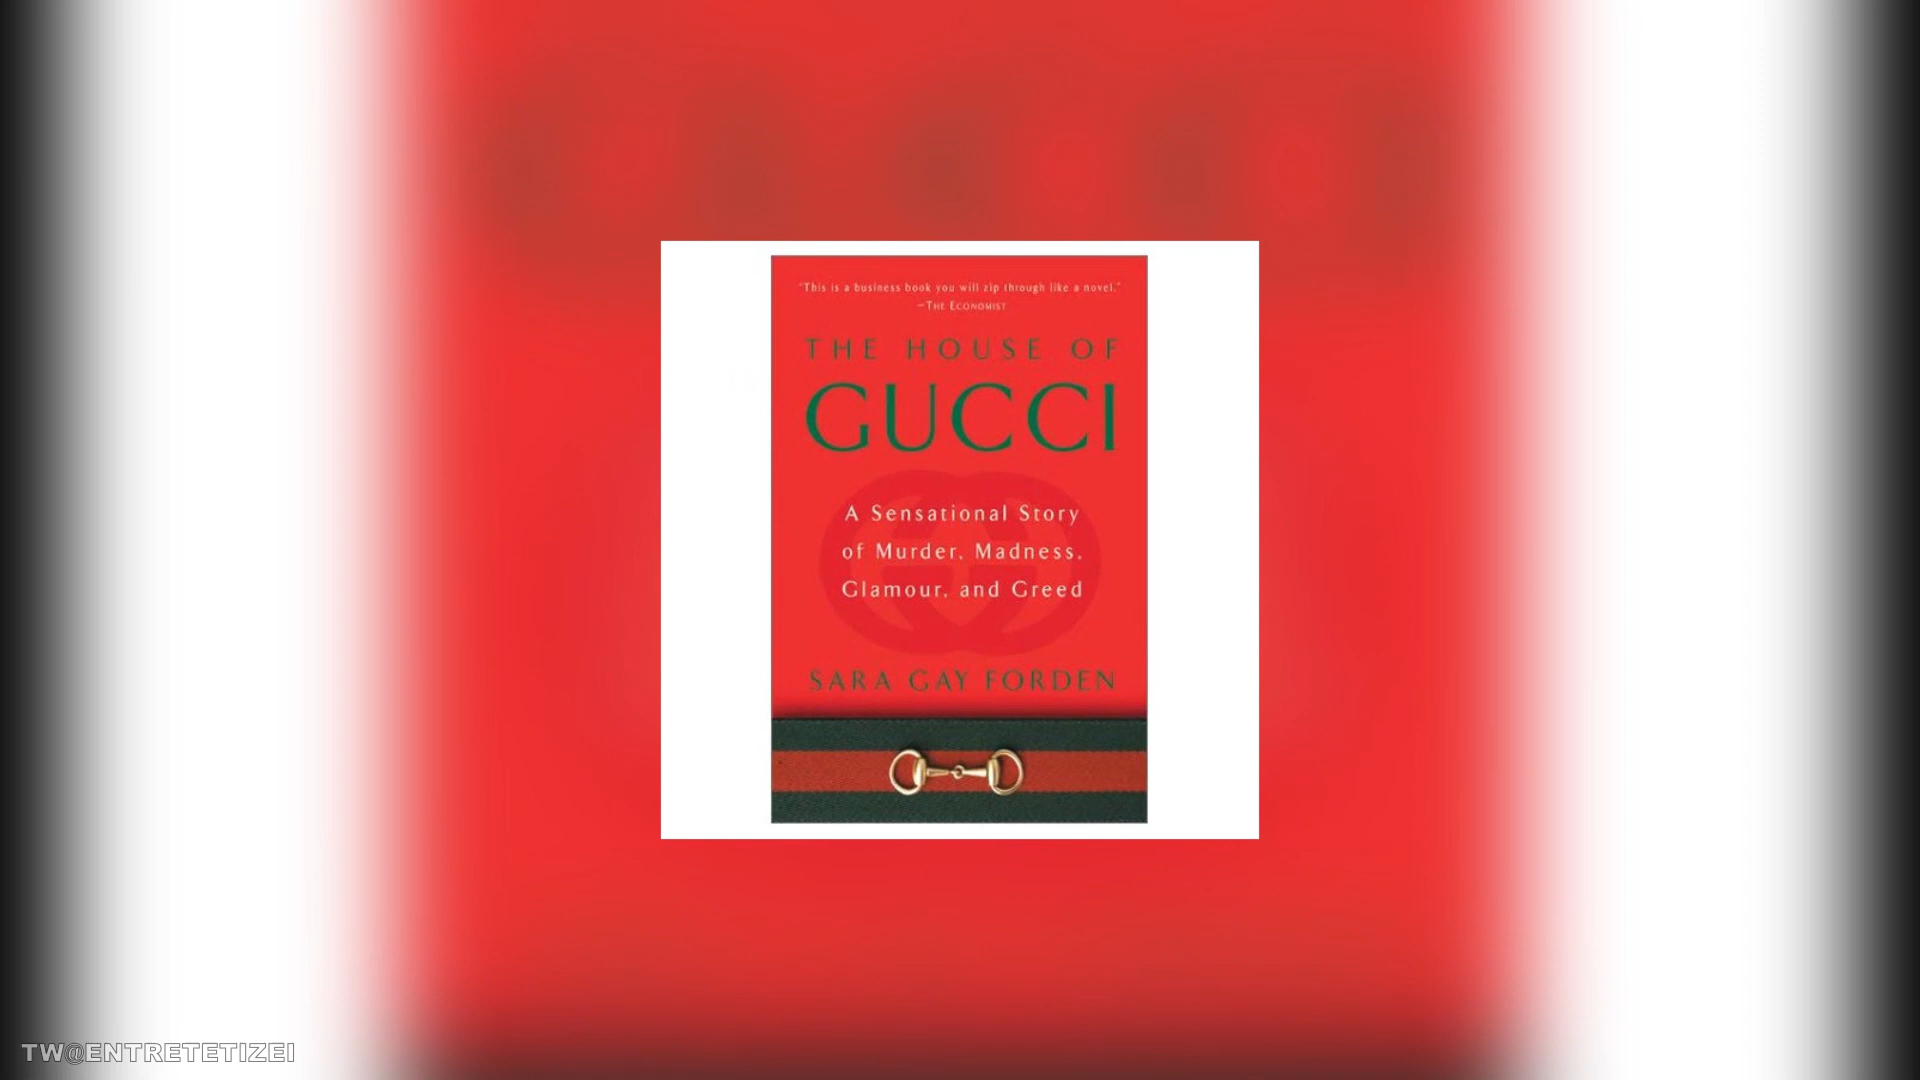 "This is a business book you will zip through like a novel."
—The Economist
THE HOUSE OF
GUCCI
A Sensational Story
of Murder, Madness,
Glamour, and Greed
SARA GAY FORDEN
TW@ENTRETETIZEI